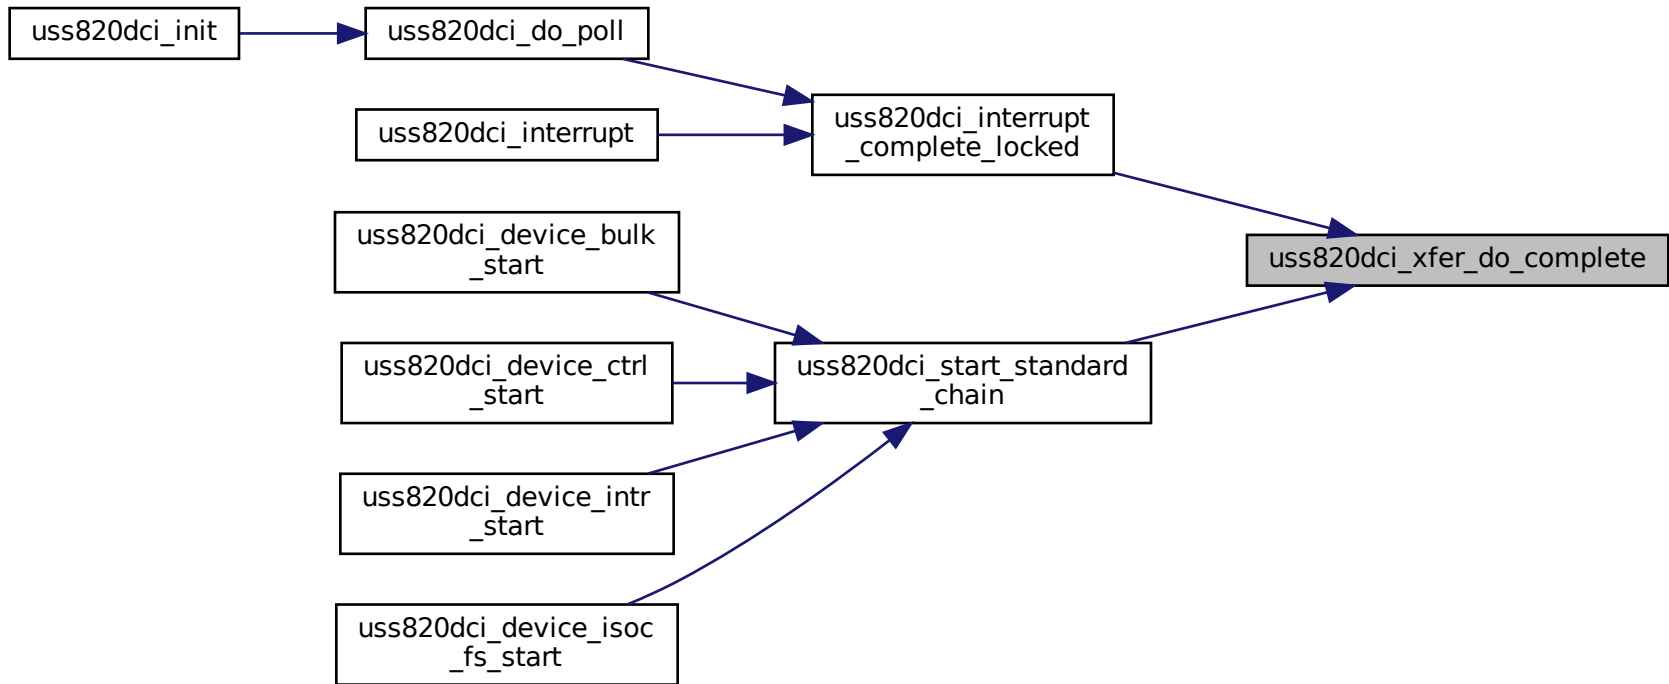 uss820dci_init
uss820dci_do_poll
uss820dci_interrupt
uss820dci_interrupt
_complete_locked
uss820dci_device_bulk
_start
uss820dci_xfer_do_complete
uss820dci_device_ctrl
_start
uss820dci_start_standard
_chain
uss820dci_device_intr
_start
uss820dci_device_isoc
_fs_start